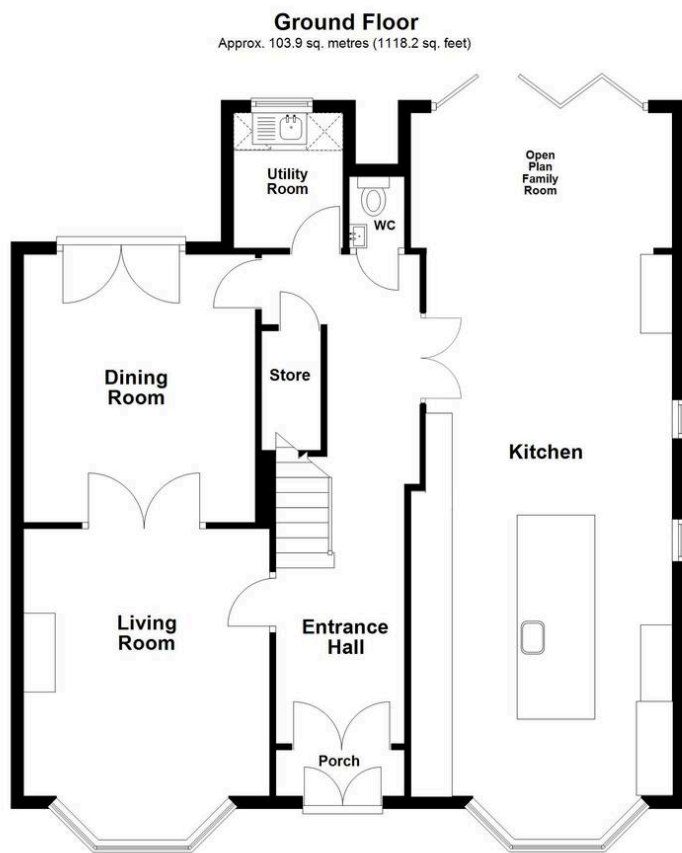 Ground Floor
Approx. 103.9 sq. metres (1118.2 sq. feet)
Utility
Room
WC
Open
Plan
Family
Room
Dining
Room
Store
Kitchen
Living
Room
Entrance
Hall
Porch